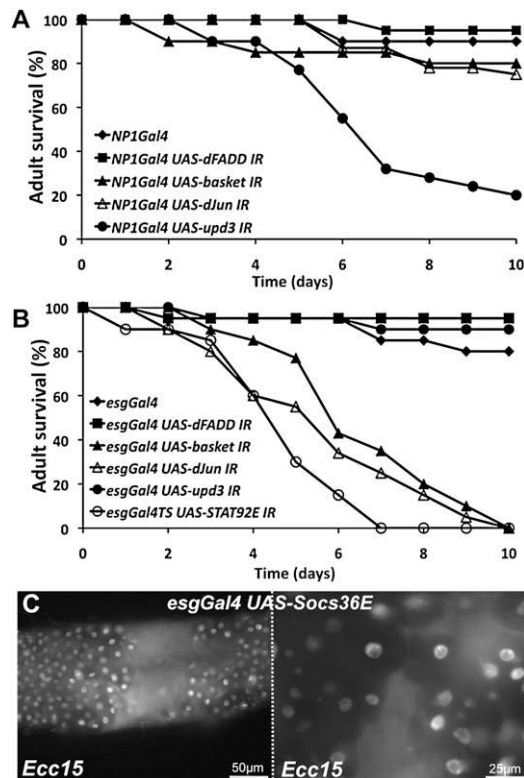 A
Adult survival (%)
100
80
60
40
20
0
NP1Gal4
NP1Gal4 UAS-dFADD IR
NP1Gal4 UAS-basket IR
NP1Gal4 UAS-dJun IR
NP1Gal4 UAS-upd3 IR
0 2 4 6 8 10
Time (days)
B
Adult survival (%)
100
80
60
40
20
0
esgGal4
esgGal4 UAS-dFADD IR
esgGal4 UAS-basket IR
esgGal4 UAS-dJun IR
esgGal4 UAS-upd3 IR
esgGal4TS UAS-STAT92E IR
0 2 4 6 8 10
Time (days)
C
esgGal4 UAS-Socs36E
Ecc15 50µm
Ecc15 25µm